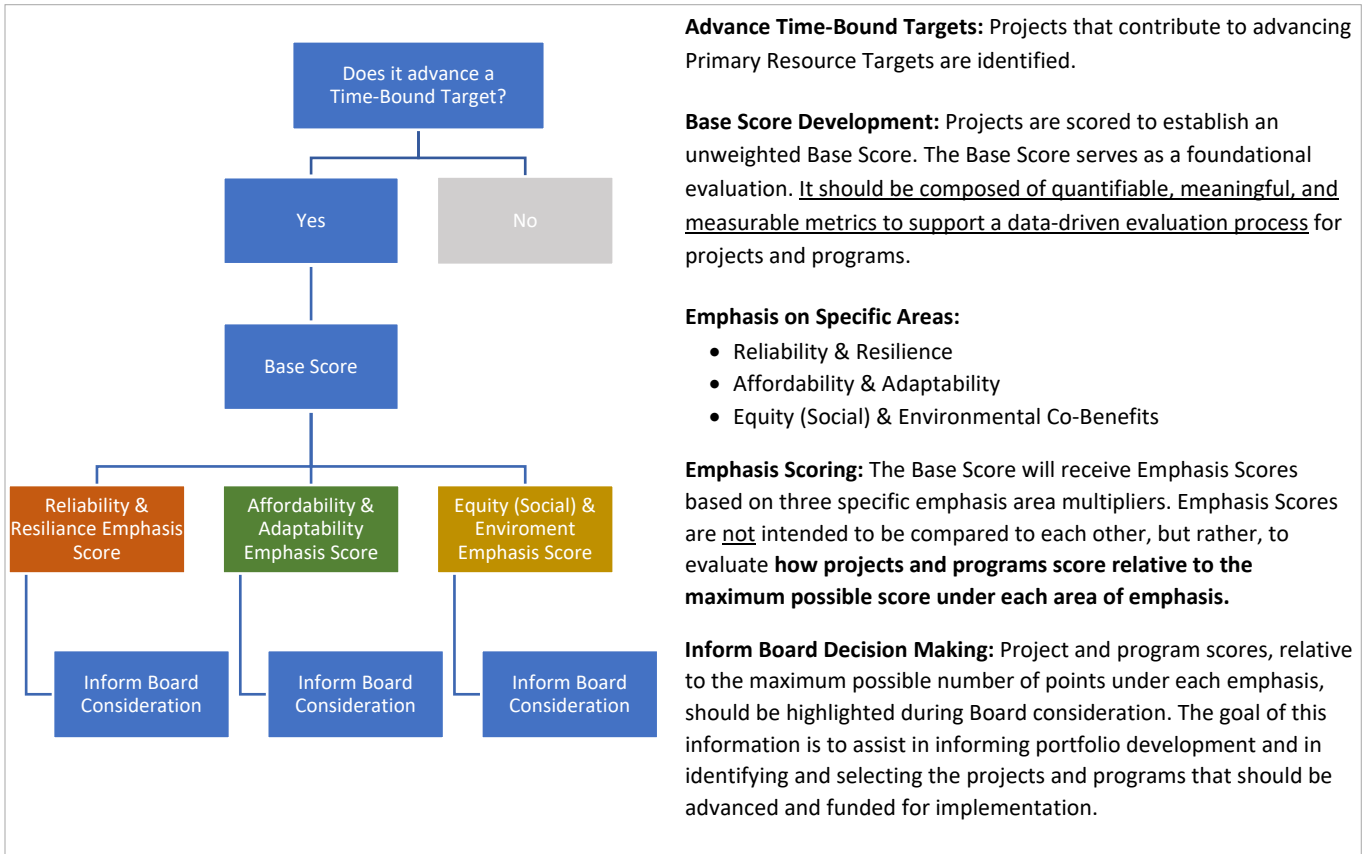 Does it advance a
Time-Bound Target?
Yes
No
Base Score
Reliability &
Resiliance Emphasis
Score
Affordability &
Adaptability
Emphasis Score
Equity (Social) &
Enviroment
Emphasis Score
Inform Board
Consideration
Inform Board
Consideration
Inform Board
Consideration
Advance Time-Bound Targets: Projects that contribute to advancing
Primary Resource Targets are identified.
Base Score Development: Projects are scored to establish an
unweighted Base Score. The Base Score serves as a foundational
evaluation. It should be composed of quantifiable, meaningful, and
measurable metrics to support a data-driven evaluation process for
projects and programs.
Emphasis on Specific Areas:
• Reliability & Resilience
• Affordability & Adaptability
• Equity (Social) & Environmental Co-Benefits
Emphasis Scoring: The Base Score will receive Emphasis Scores
based on three specific emphasis area multipliers. Emphasis Scores
are not intended to be compared to each other, but rather, to
evaluate how projects and programs score relative to the
maximum possible score under each area of emphasis.
Inform Board Decision Making: Project and program scores, relative
to the maximum possible number of points under each emphasis,
should be highlighted during Board consideration. The goal of this
information is to assist in informing portfolio development and in
identifying and selecting the projects and programs that should be
advanced and funded for implementation.